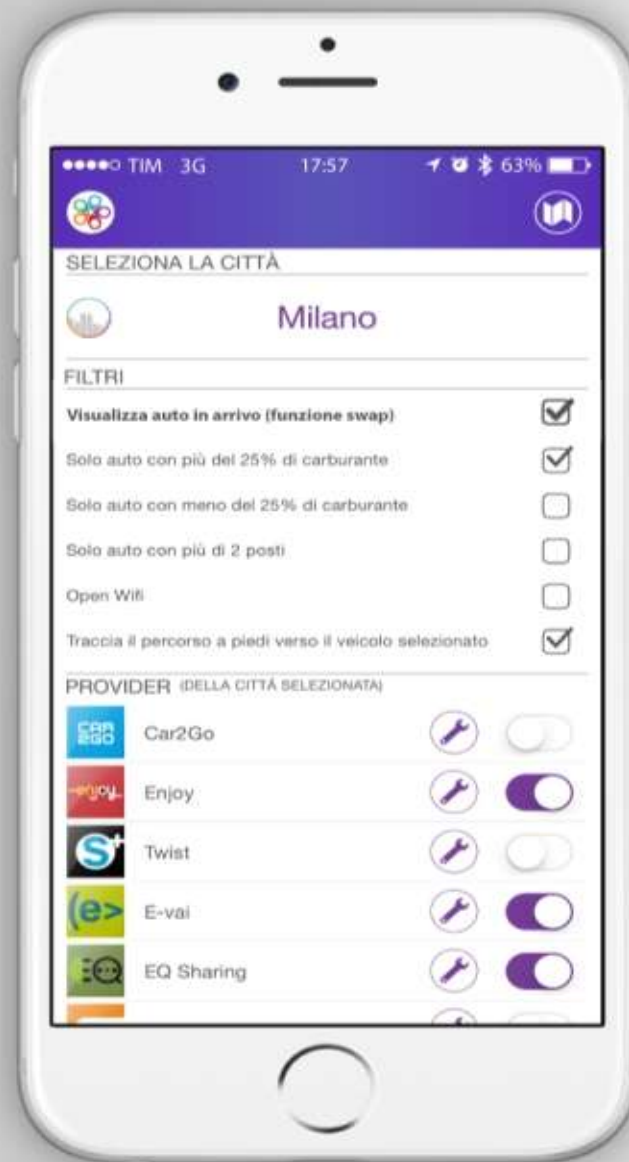 TIM 3G 17:57 63%
SELEZIONA LA CITTÀ
Milano
FILTRI
Visualizza auto in arrivo (funzione swap)
Solo auto con più del 25% di carburante
Solo auto con meno del 25% di carburante
Solo auto con più di 2 posti
Open Wifi
Traccia il percorso a piedi verso il veicolo selezionato
PROVIDER (DELLA CITTÁ SELEZIONATA)
CAR2GO Car2Go
enjoy Enjoy
S+ Twist
(e> E-vai
EQ Sharing